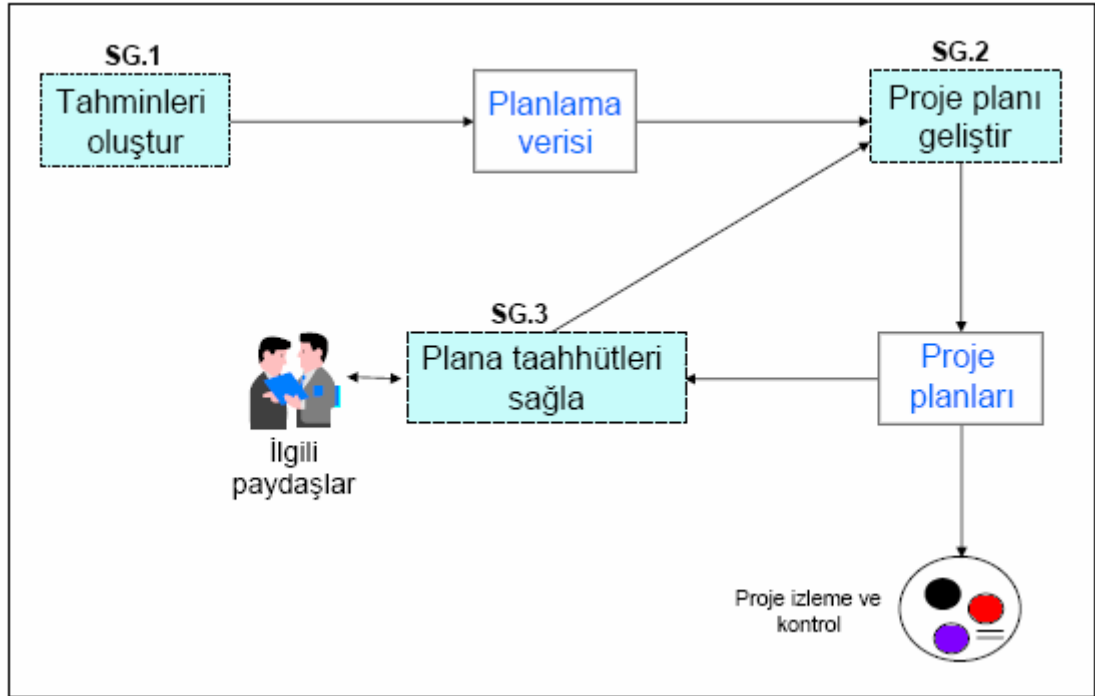 SG.1
Tahminleri
oluştur
Planlama
verisi
SG.2
Proje planı
geliştir
SG.3
Plana taahhütleri
sağla
Proje
planları
İlgili
paydaşlar
Proje izleme ve
kontrol